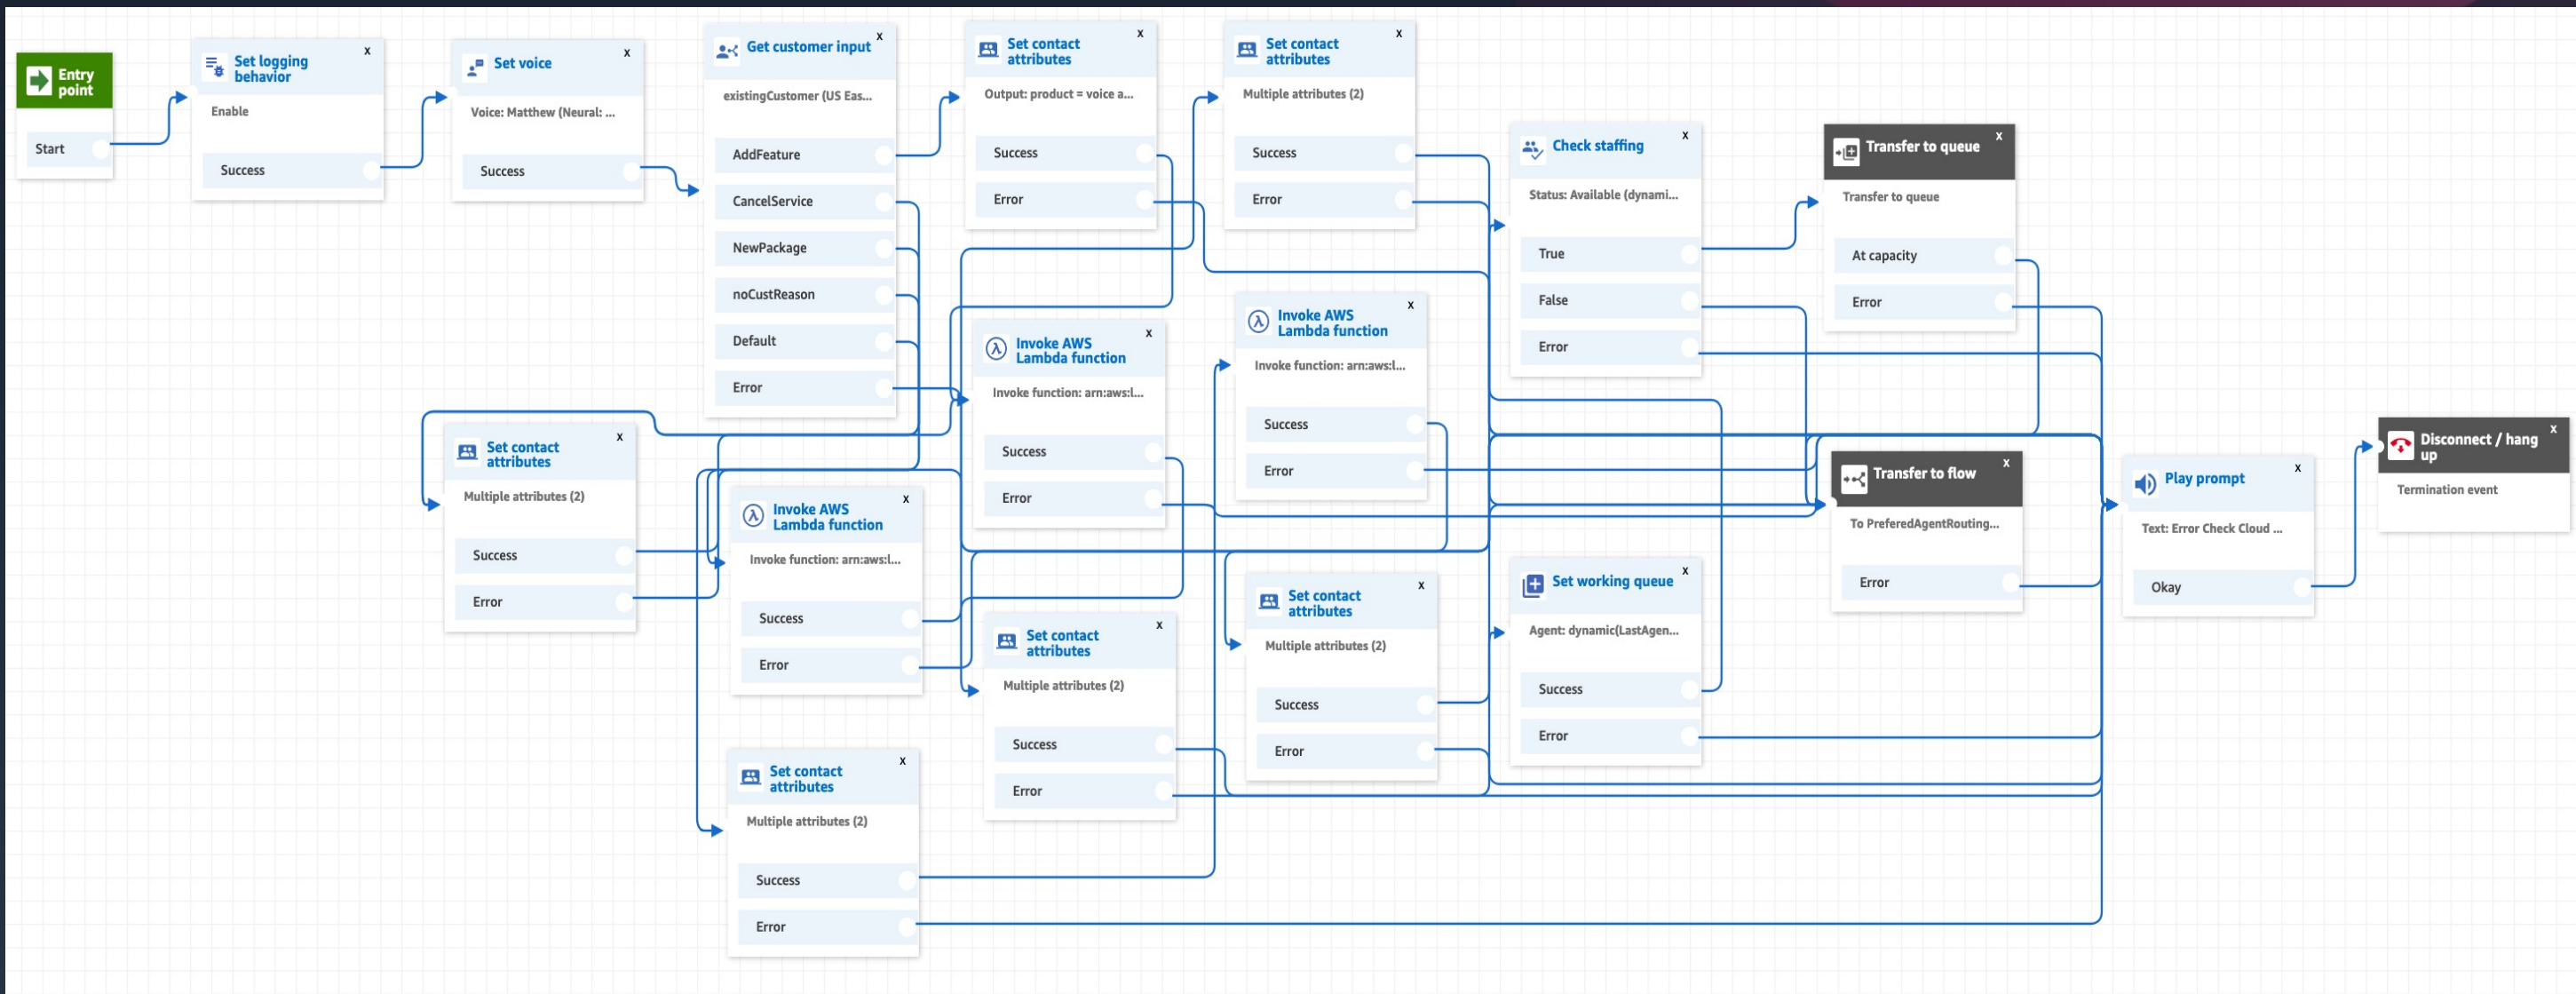 Entry
point
Start
Set logging
behavior
x
Enable
Success
Set voice
x
Voice: Matthew (Neural: ...
Success
Get customer input
x
existingCustomer (US Eas...
AddFeature
CancelService
NewPackage
noCustReason
Default
Error
Set contact
attributes
x
Output: product = voice a...
Success
Error
Set contact
attributes
x
Multiple attributes (2)
Success
Error
Check staffing
x
Status: Available (dynami...
True
False
Error
Transfer to queue
x
Transfer to queue
At capacity
Error
Invoke AWS
Lambda function
x
Invoke function: arn:aws:l...
Success
Error
Invoke AWS
Lambda function
x
Invoke function: arn:aws:l...
Success
Error
Set contact
attributes
x
Multiple attributes (2)
Success
Error
Invoke AWS
Lambda function
x
Invoke function: arn:aws:l...
Success
Error
Set contact
attributes
x
Multiple attributes (2)
Success
Error
Set contact
attributes
x
Multiple attributes (2)
Success
Error
Set working queue
x
Agent: dynamic(LastAgen...
Success
Error
Transfer to flow
x
To PreferedAgentRouting...
Error
Play prompt
x
Text: Error Check Cloud ...
Okay
Disconnect / hang
up
x
Termination event
Set contact
attributes
x
Multiple attributes (2)
Success
Error